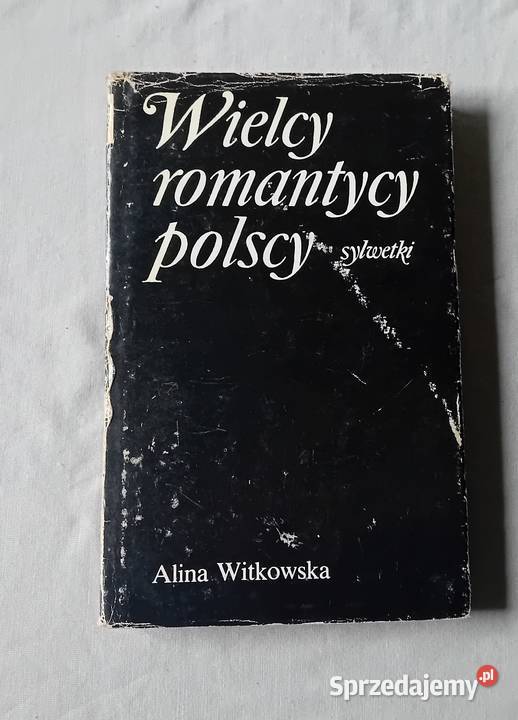 Wielcy
romantycy
polscy sylwetki
Alina Witkowska
Sprzedajemy.pl